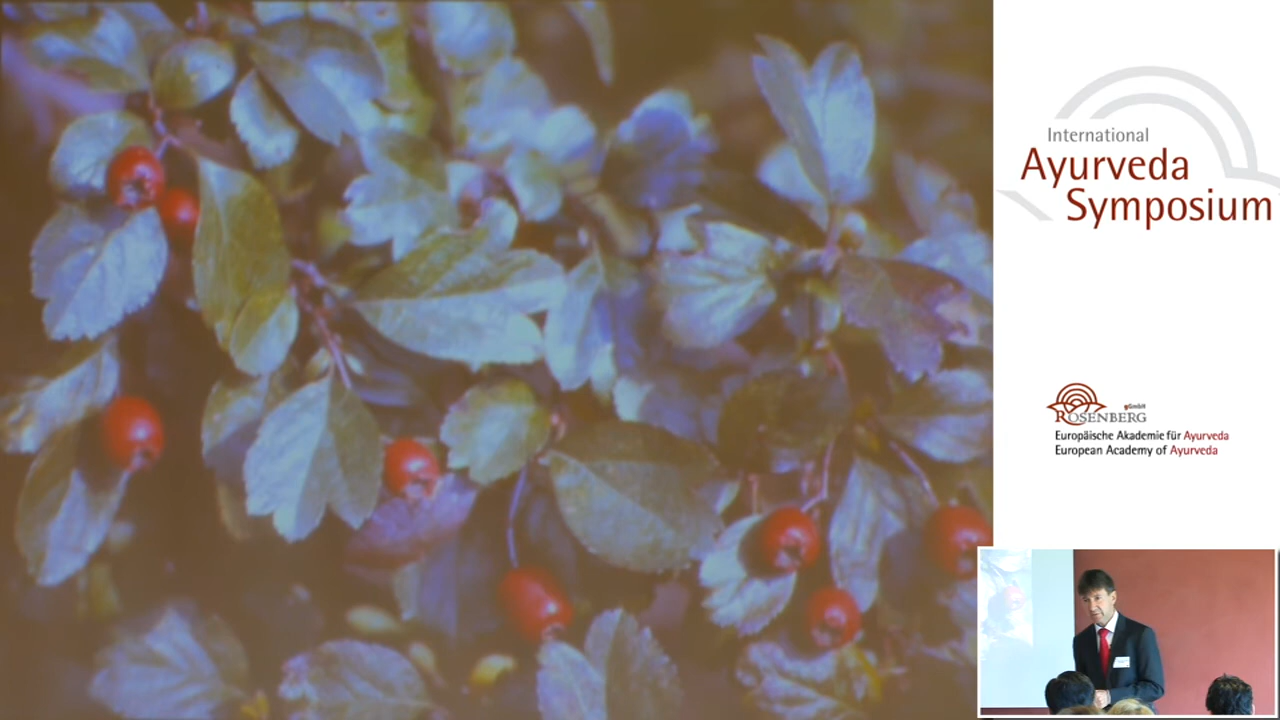 International
Ayurveda
Symposium
gGmbH
ROSENBERG
Europäische Akademie für Ayurveda
European Academy of Ayurveda